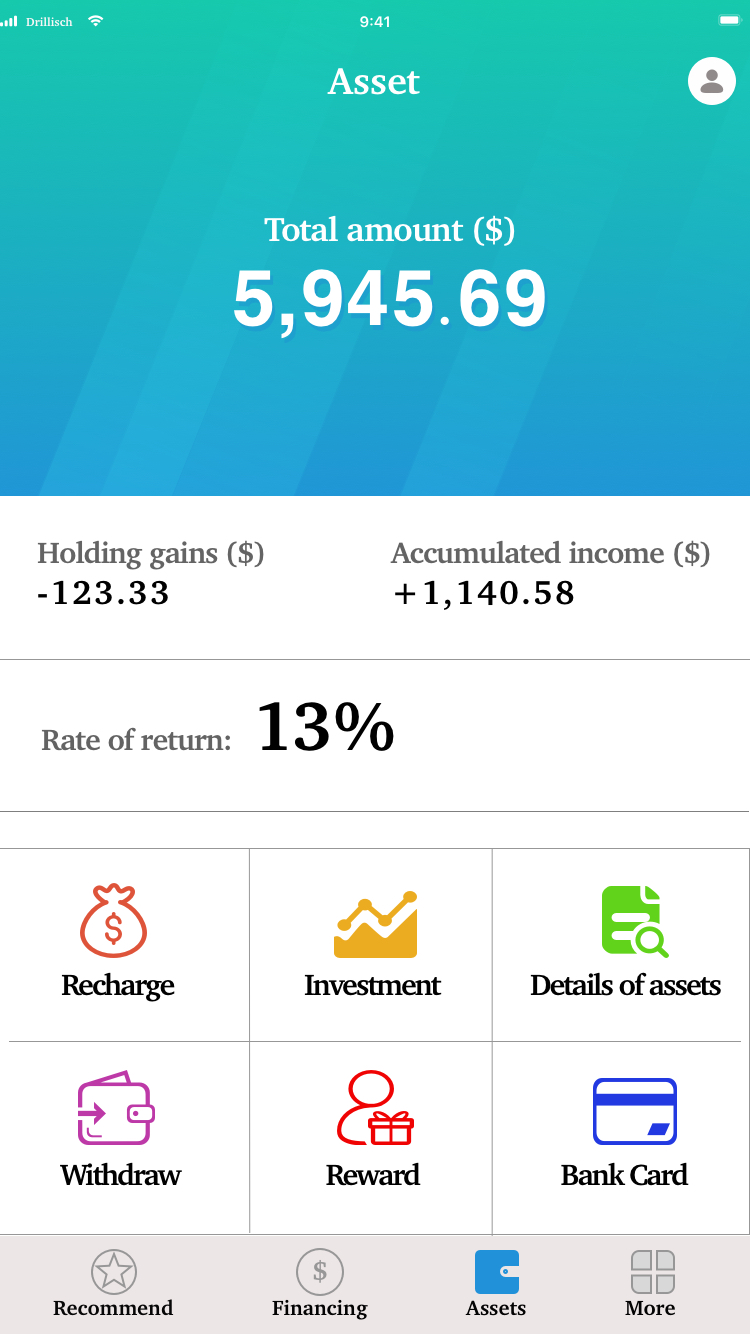 Drillisch 9:41
Asset
Total amount ($)
5,945.69
Holding gains ($) Accumulated income ($)
-123.33 +1,140.58
Rate of return: 13%
$
Recharge Investment Details of assets
Withdraw Reward Bank Card
$
Recommend Financing Assets More